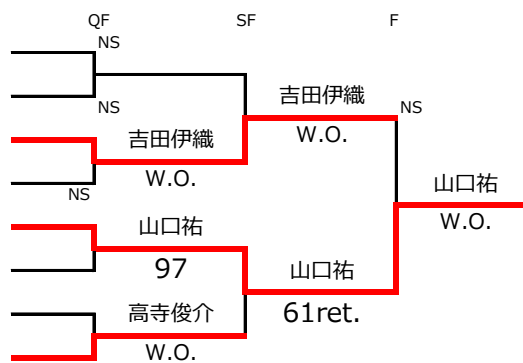 QF SF F
NS
吉田伊織 NS
NS
吉田伊織 W.O.
W.O.
NS 山口祐
山口祐 W.O.
97 山口祐
高寺俊介 61ret.
W.O.